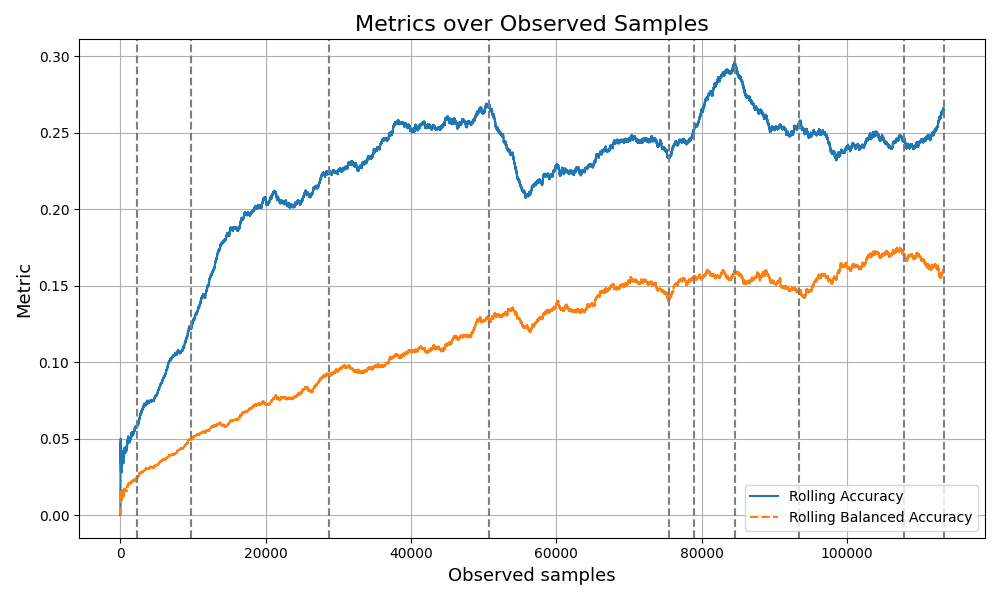 Metrics over Observed Samples
Metric
0.30
0.25
0.20
0.15
0.10
0.05
0.00
0
20000
40000
60000
80000
100000
Observed samples
Rolling Accuracy
Rolling Balanced Accuracy